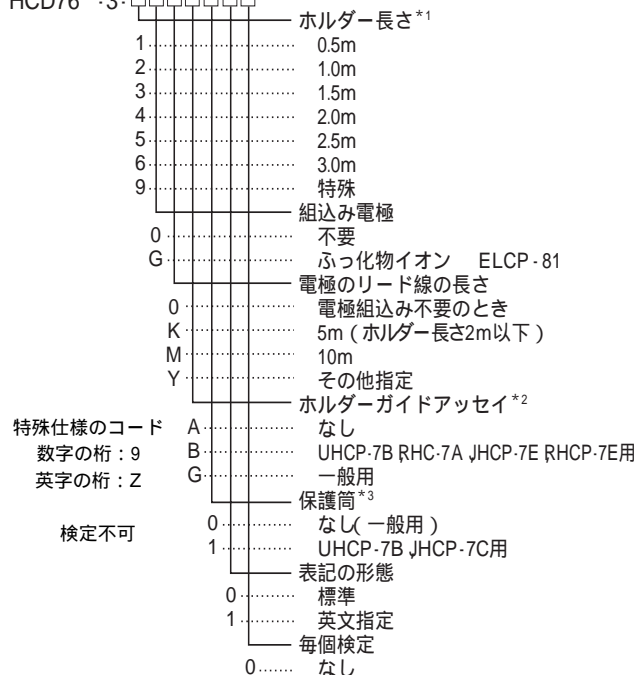 HCD76 -3-□□□□□□□
ホルダー長さ*1
1 0.5m
2 1.0m
3 1.5m
4 2.0m
5 2.5m
6 3.0m
9 特殊
組込み電極
0 不要
G ふっ化物イオン ELCP-81
電極のリード線の長さ
0 電極組込み不要のとき
K 5m(ホルダー長さ2m以下)
M 10m
Y その他指定
ホルダーガイドアッセイ*2
特殊仕様のコード
数字の桁:9
英字の桁:Z
A なし
B UHCP-7B,RHC-7A,JHCP-7E,RHCP-7E用
G 一般用
保護筒*3
検定不可
0 なし(一般用)
1 UHCP-7B,JHCP-7C用
表記の形態
0 標準
1 英文指定
毎個検定
0 なし